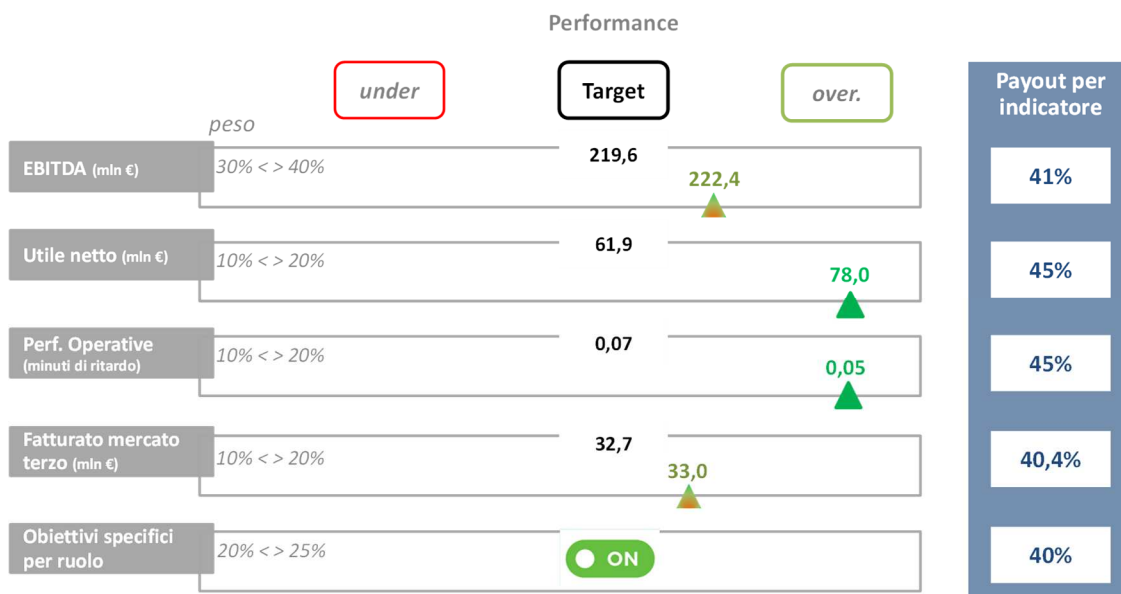 Performance
under
Target
over.
Payout per
indicatore
peso
EBITDA (mln €)
30% < > 40%
219,6
222,4
41%
Utile netto (mln €)
10% < > 20%
61,9
78,0
45%
Perf. Operative
(minuti di ritardo)
10% < > 20%
0,07
0,05
45%
Fatturato mercato
terzo (mln €)
10% < > 20%
32,7
33,0
40,4%
Obiettivi specifici
per ruolo
20% < > 25%
ON
40%